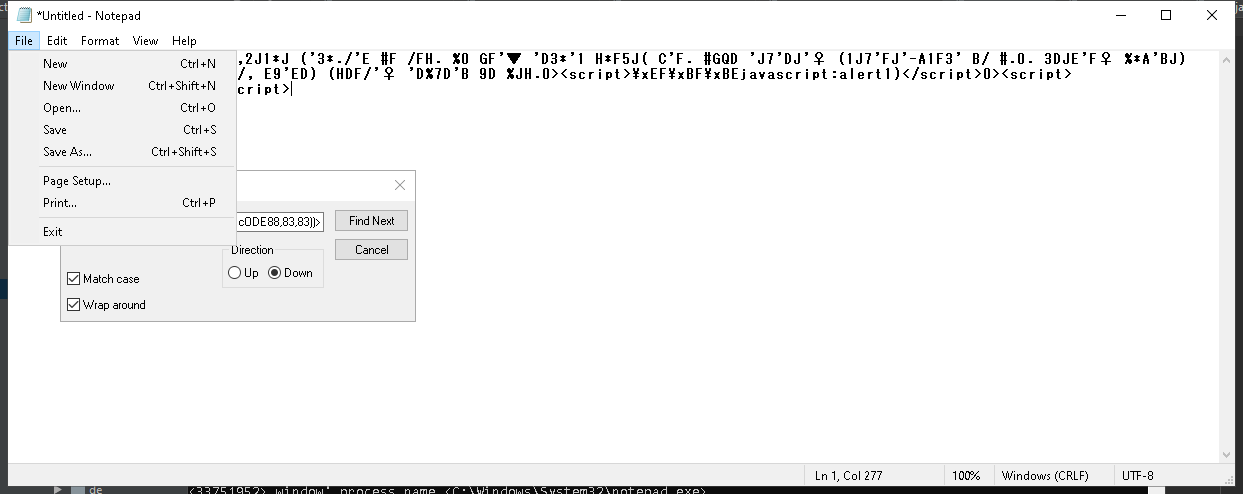 *Untitled - Notepad
File Edit Format View Help
,2J1*J ('3*./'E #F /FH. %O GF'▼ 'D3*'1 H*F5J( C'F. #GQD 'J7'DJ'♀ (1J7'FJ'-A1F3' B/ #.O. 3DJE'F♀ %*A'BJ)
/, E9'ED) (HDF/'♀ 'D%7D'B 9D %JH.O><script>¥xEF¥xBF¥xBEjavascript:alert1)</script>O><script>
cript>
New Ctrl+N
New Window Ctrl+Shift+N
Open... Ctrl+O
Save Ctrl+S
Save As... Ctrl+Shift+S
Page Setup...
Print... Ctrl+P
Exit
cODE88,83,83))>
Find Next
Cancel
Direction
Up Down
Match case
Wrap around
Ln 1, Col 277 100% Windows (CRLF) UTF-8
de <33751952> window' process name <C:\Windows\System32\notepad.exe>